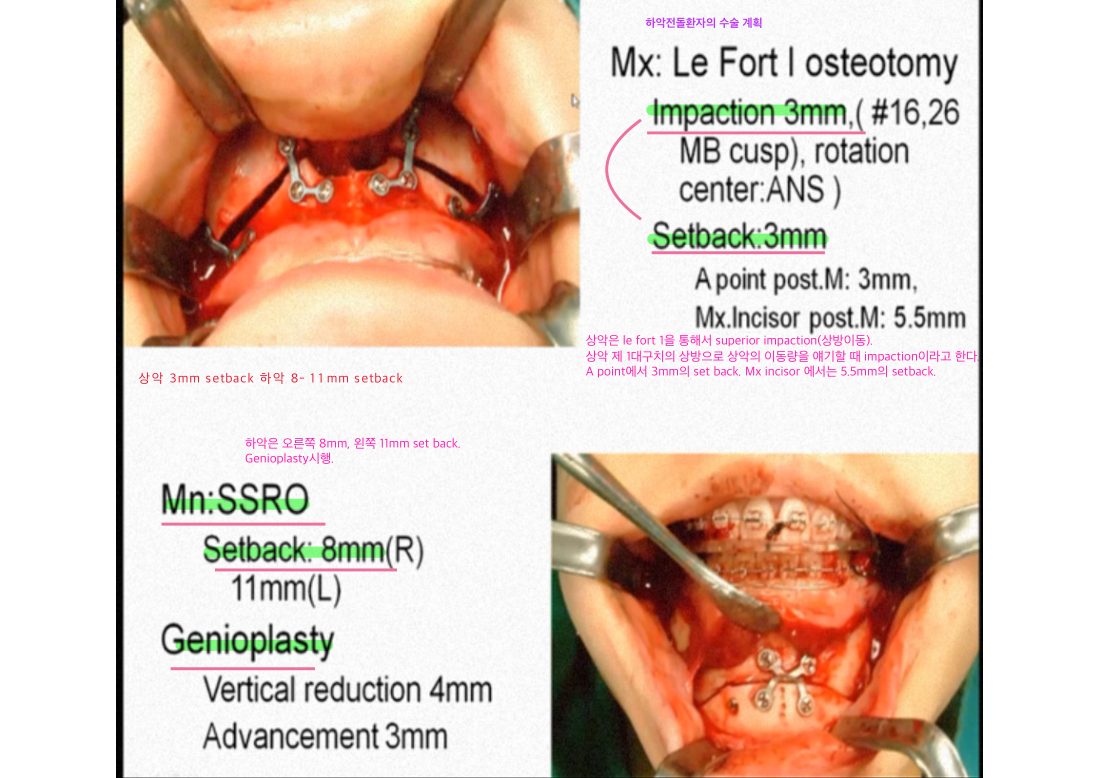 하악전돌환자의 수술 계획
Mx: Le Fort I osteotomy
Impaction 3mm,( #16,26
MB cusp), rotation
center:ANS )
Setback:3mm
A point post.M: 3mm,
Mx.Incisor post.M: 5.5mm
상악은 le fort 1을 통해서 superior impaction(상방이동).
상악 제 1대구치의 상방으로 상악의 이동량을 얘기할 때 impaction이라고 한다.
A point에서 3mm의 set back. Mx incisor 에서는 5.5mm의 setback.
상악 3mm setback 하악 8- 11mm setback
하악은 오른쪽 8mm, 왼쪽 11mm set back.
Genioplasty시행.
Mn:SSRO
Setback: 8mm(R)
11mm(L)
Genioplasty
Vertical reduction 4mm
Advancement 3mm